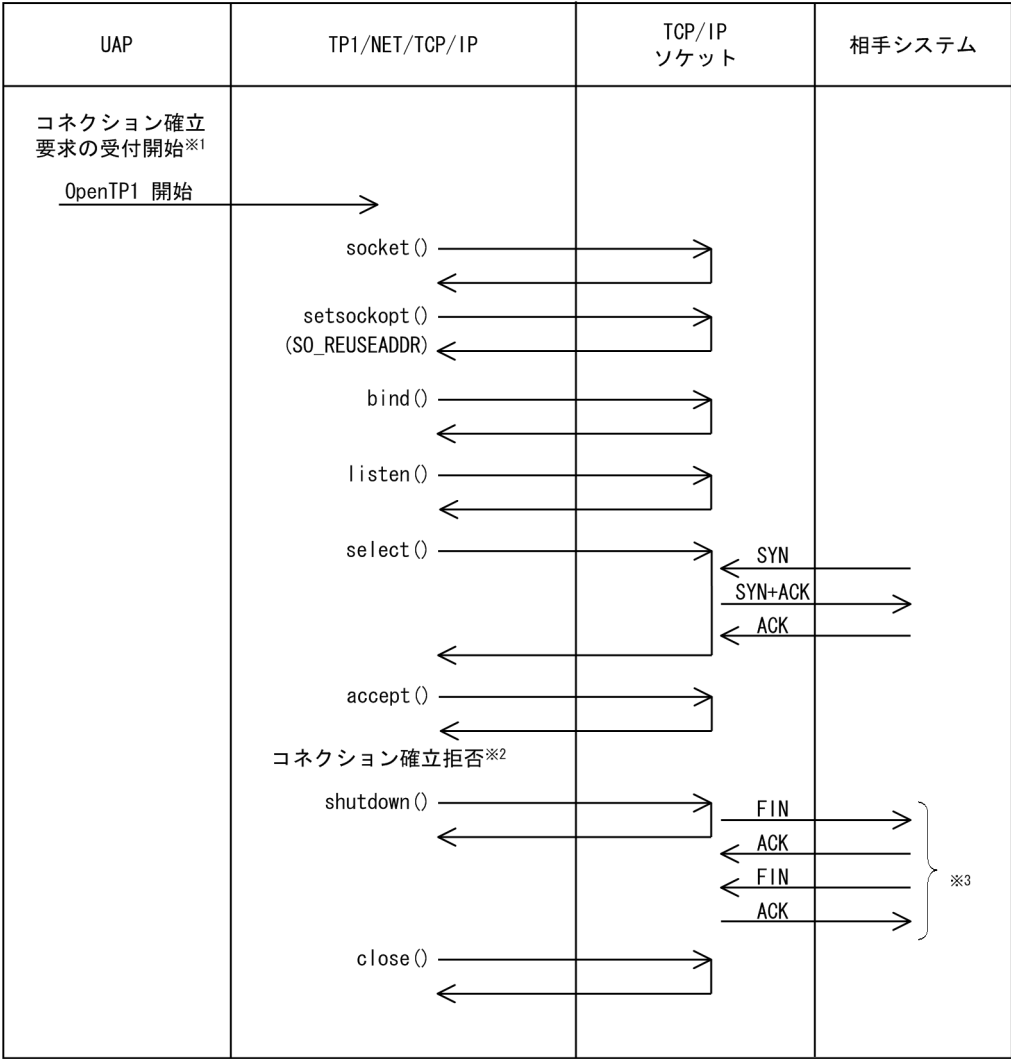 UAP
TP1/NET/TCP/IP
TCP/IP
ソケット
相手システム
コネクション確立
要求の受付開始※1
OpenTP1 開始
socket()
setsockopt()
(SO_REUSEADDR)
bind()
listen()
select()
SYN
SYN+ACK
ACK
accept()
コネクション確立拒否※2
shutdown()
FIN
ACK
FIN
※3
ACK
close()